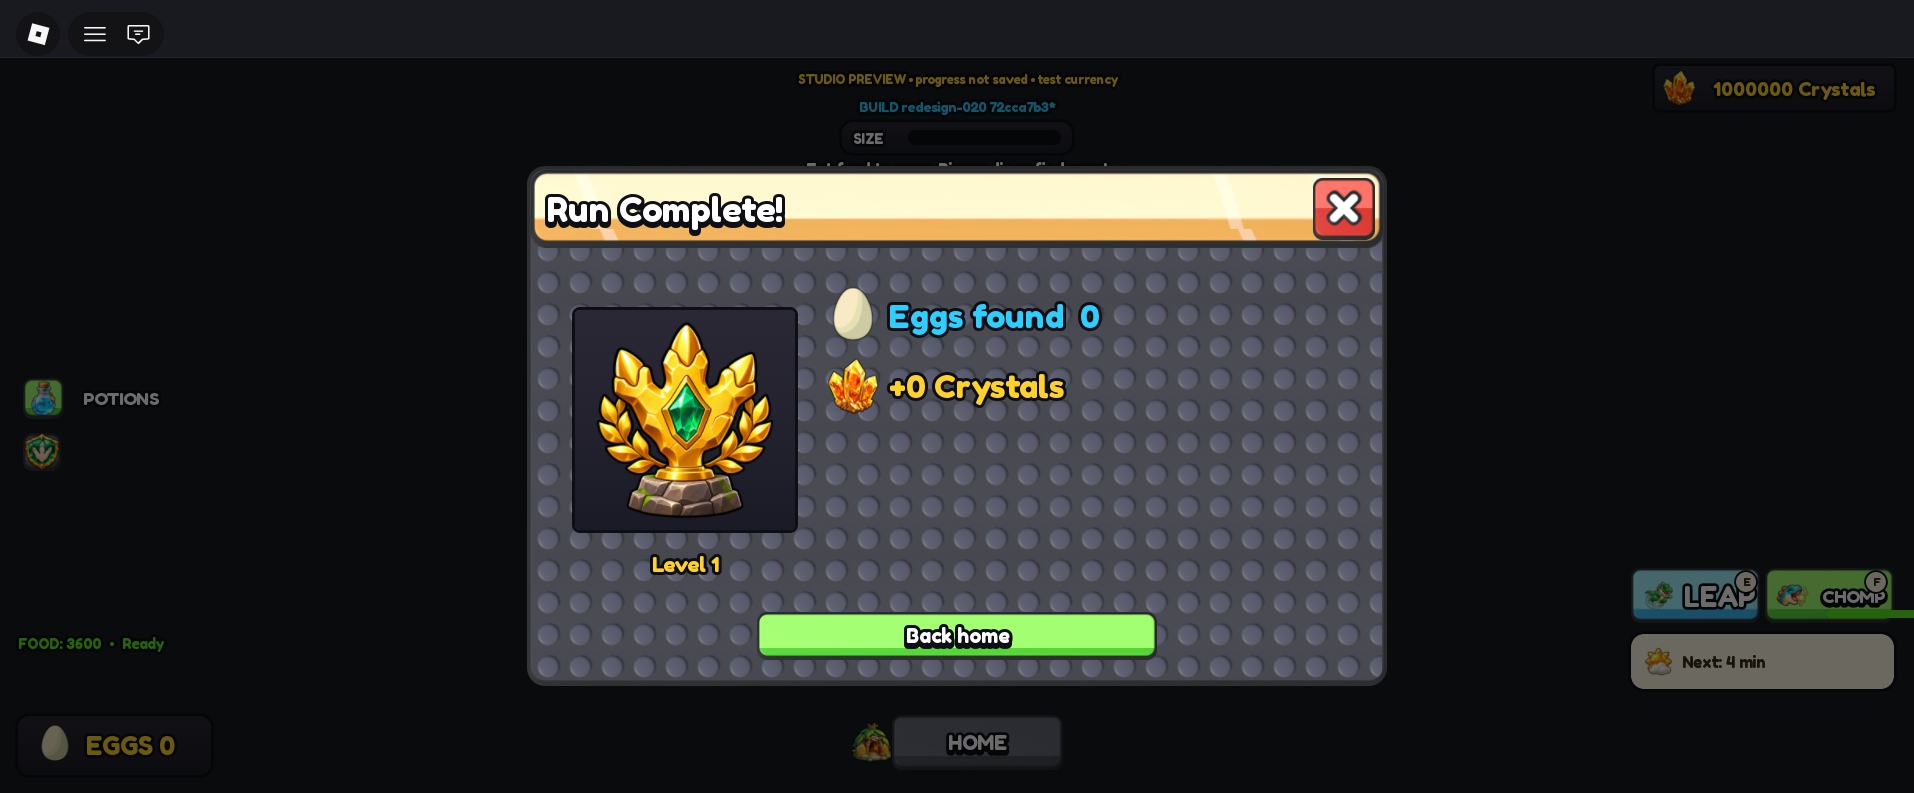 STUDIO PREVIEW • progress not saved • test currency
1000000 Crystals
BUILD redesign-020 72cca7b3*
SIZE
Run Complete!
Eggs found 0
+0 Crystals
POTIONS
Level 1
E
LEAP
F
CHOMP
Back home
FOOD: 3600 • Ready
Next: 4 min
EGGS 0
HOME